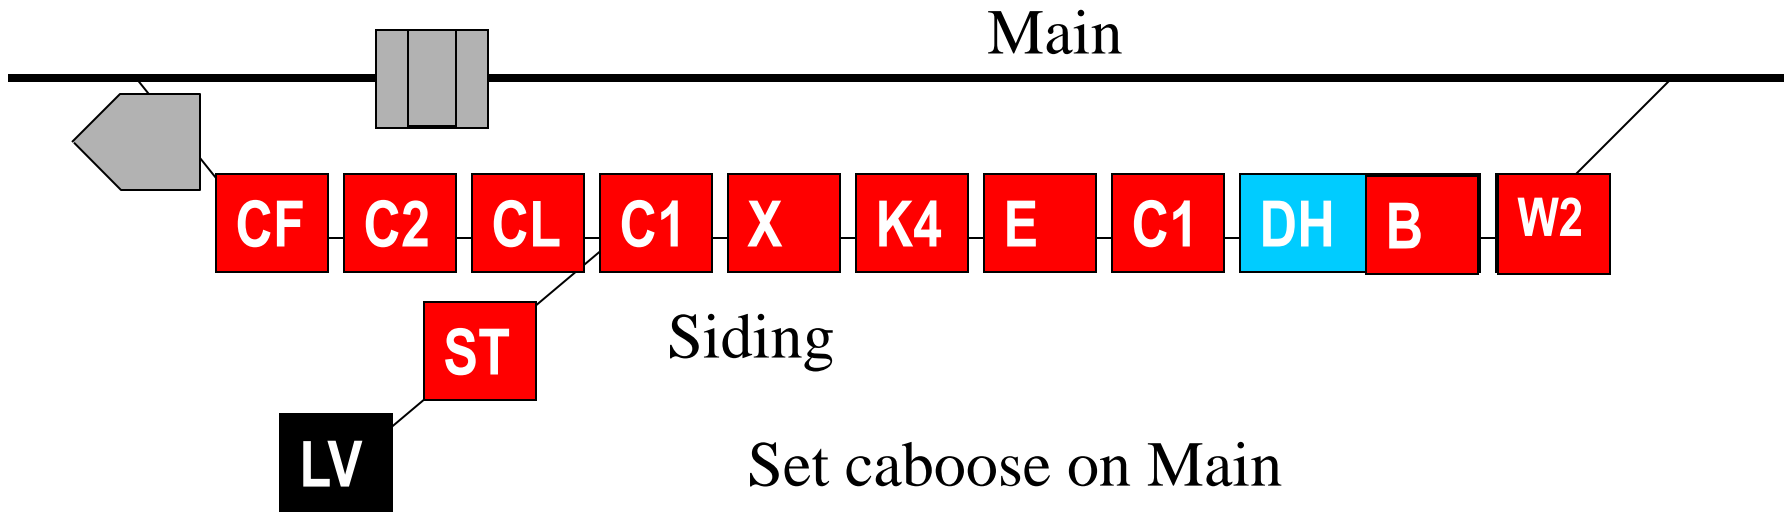 Main
CF C2 CL C1 X K4 E C1 DH B W2
ST
Siding
LV
Set caboose on Main